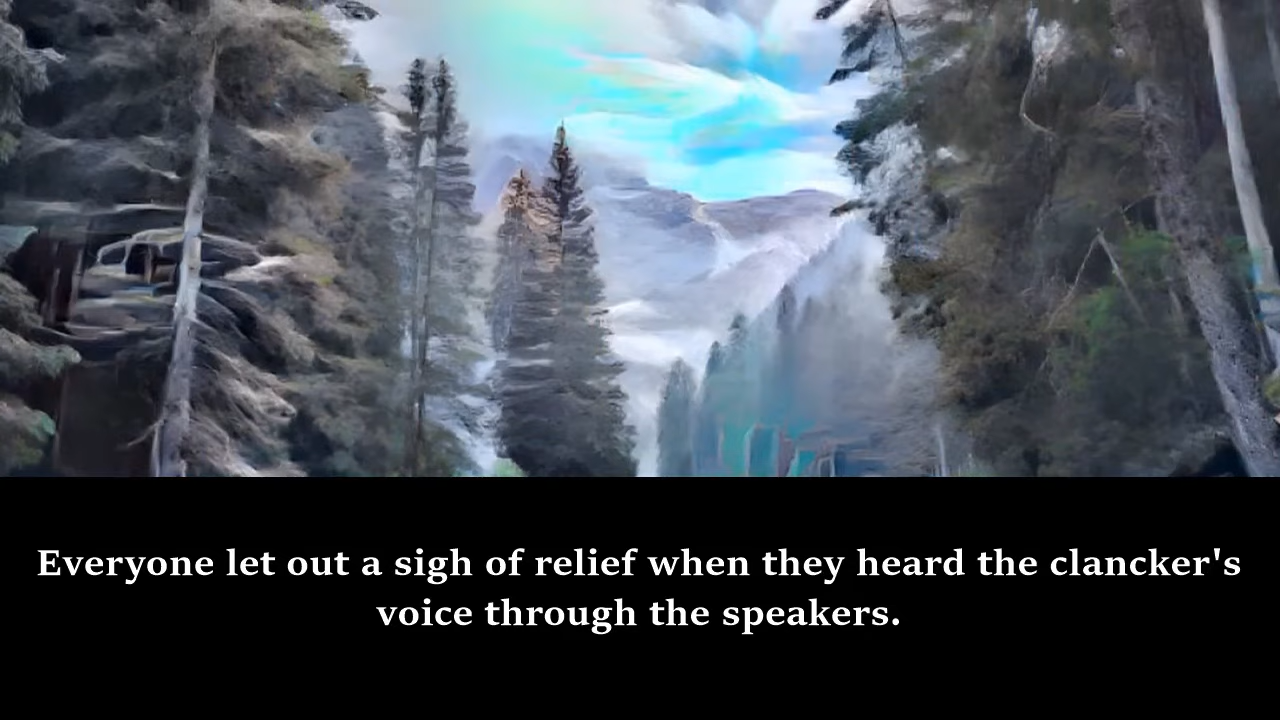 Everyone let out a sigh of relief when they heard the clancker's
voice through the speakers.